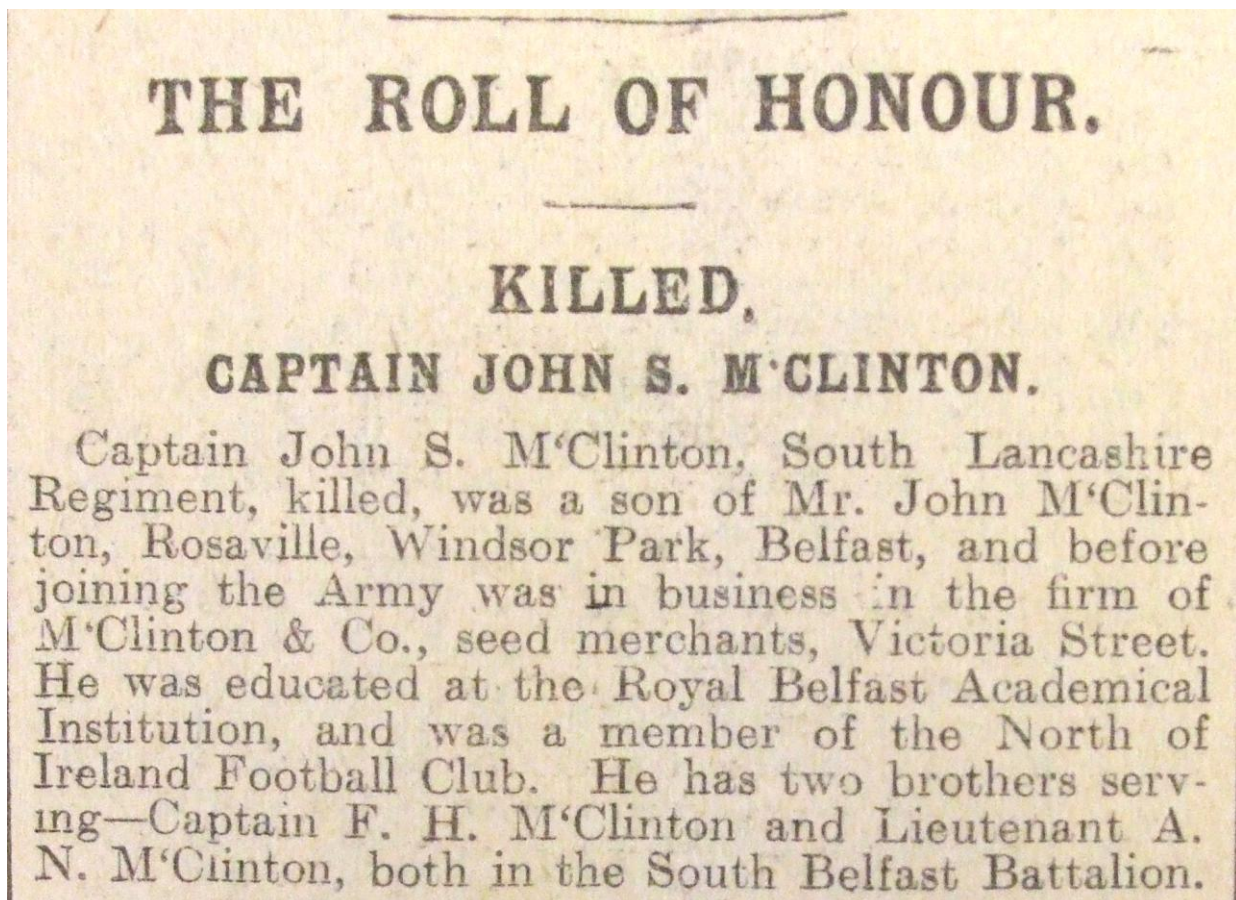 THE ROLL OF HONOUR.
KILLED.
CAPTAIN JOHN S. M‘CLINTON.
Captain John S. M‘Clinton, South Lancashire
Regiment, killed, was a son of Mr. John M‘Clin-
ton, Rosaville, Windsor Park, Belfast, and before
joining the Army was in business in the firm of
M‘Clinton & Co., seed merchants, Victoria Street.
He was educated at the Royal Belfast Academical
Institution, and was a member of the North of
Ireland Football Club. He has two brothers serv-
ing—Captain F. H. M‘Clinton and Lieutenant A.
N. M‘Clinton, both in the South Belfast Battalion.